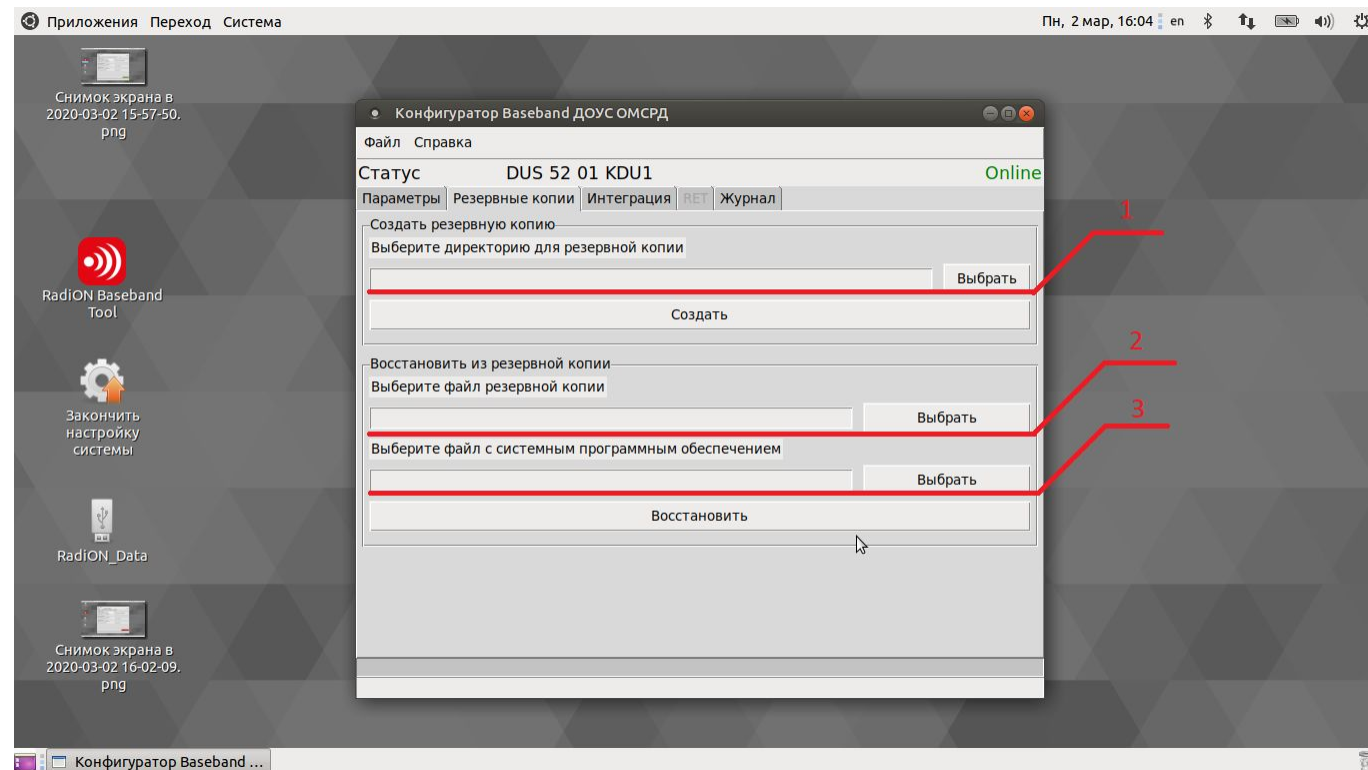 Приложения Переход Система
Пн, 2 мар, 16:04 en
Снимок экрана в
2020-03-02 15-57-50.
png
RadiON Baseband
Tool
Закончить
настройку
системы
RadiON_Data
Снимок экрана в
2020-03-02 16-02-09.
png
Конфигуратор Baseband ДОУС ОМСРД
Файл Справка
Статус DUS 52 01 KDU1 Online
Параметры Резервные копии Интеграция RET Журнал
Создать резервную копию
Выберите директорию для резервной копии
Выбрать
Создать
Восстановить из резервной копии
Выберите файл резервной копии
Выбрать
Выберите файл с системным программным обеспечением
Выбрать
Восстановить
1
2
3
Конфигуратор Baseband ...